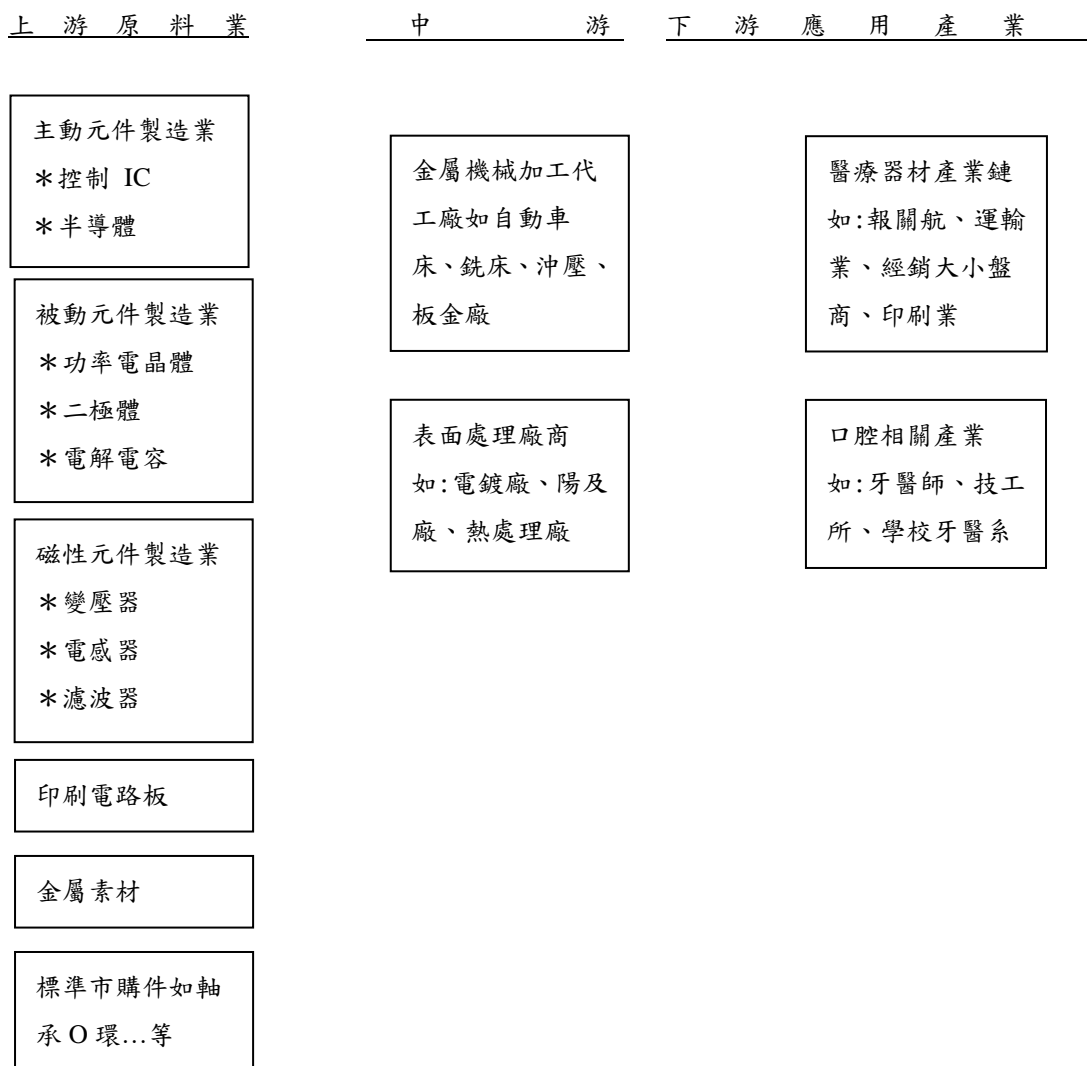 上游原料業
中游
下游應用產業
主動元件製造業
＊控制 IC
＊半導體
被動元件製造業
＊功率電晶體
＊二極體
＊電解電容
磁性元件製造業
＊變壓器
＊電感器
＊濾波器
印刷電路板
金屬素材
標準市購件如軸
承 O 環…等
金屬機械加工代
工廠如自動車
床、銑床、沖壓、
板金廠
表面處理廠商
如:電鍍廠、陽及
廠、熱處理廠
醫療器材產業鏈
如:報關航、運輸
業、經銷大小盤
商、印刷業
口腔相關產業
如:牙醫師、技工
所、學校牙醫系